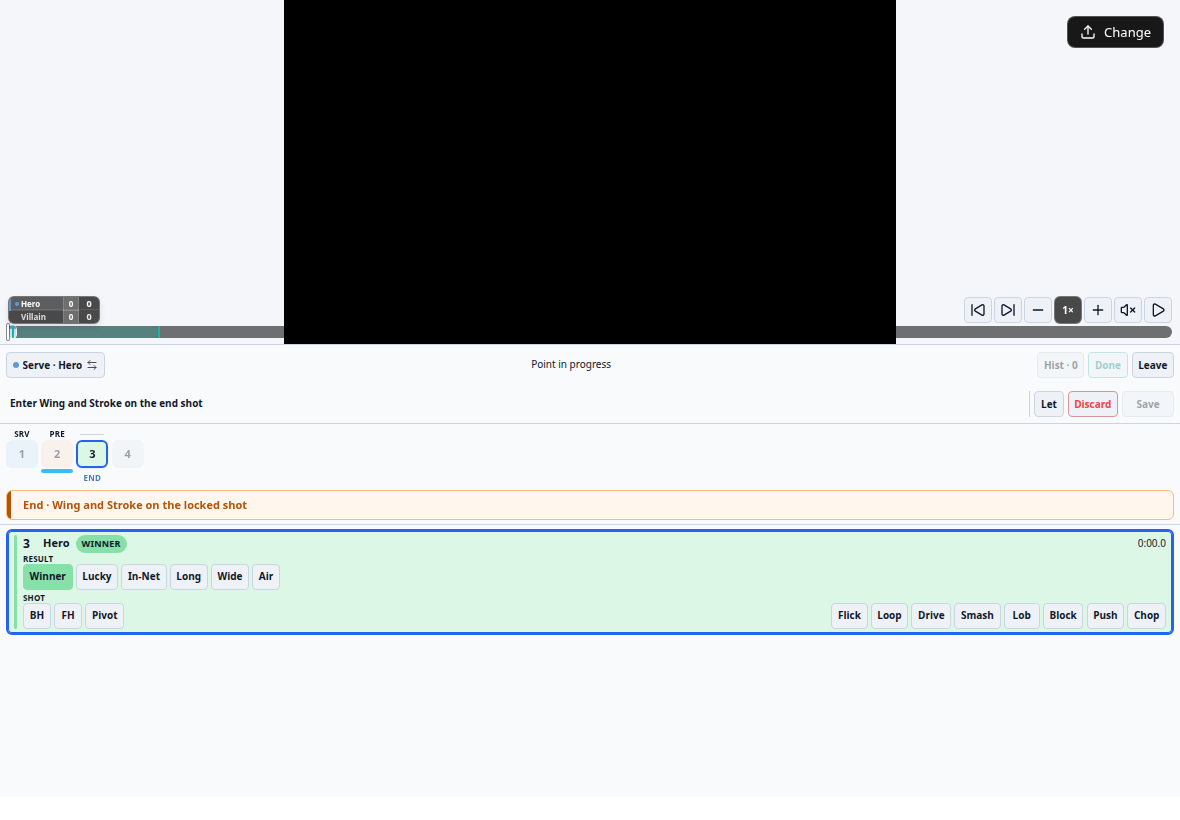 Change
Hero 0 0
Villain 0 0
1×
Serve · Hero
Point in progress
Hist · 0
Done
Leave
Enter Wing and Stroke on the end shot
Let
Discard
Save
SRV PRE
1 2 3 4
END
End · Wing and Stroke on the locked shot
3 Hero WINNER 0:00.0
RESULT
Winner Lucky In-Net Long Wide Air
SHOT
BH FH Pivot Flick Loop Drive Smash Lob Block Push Chop